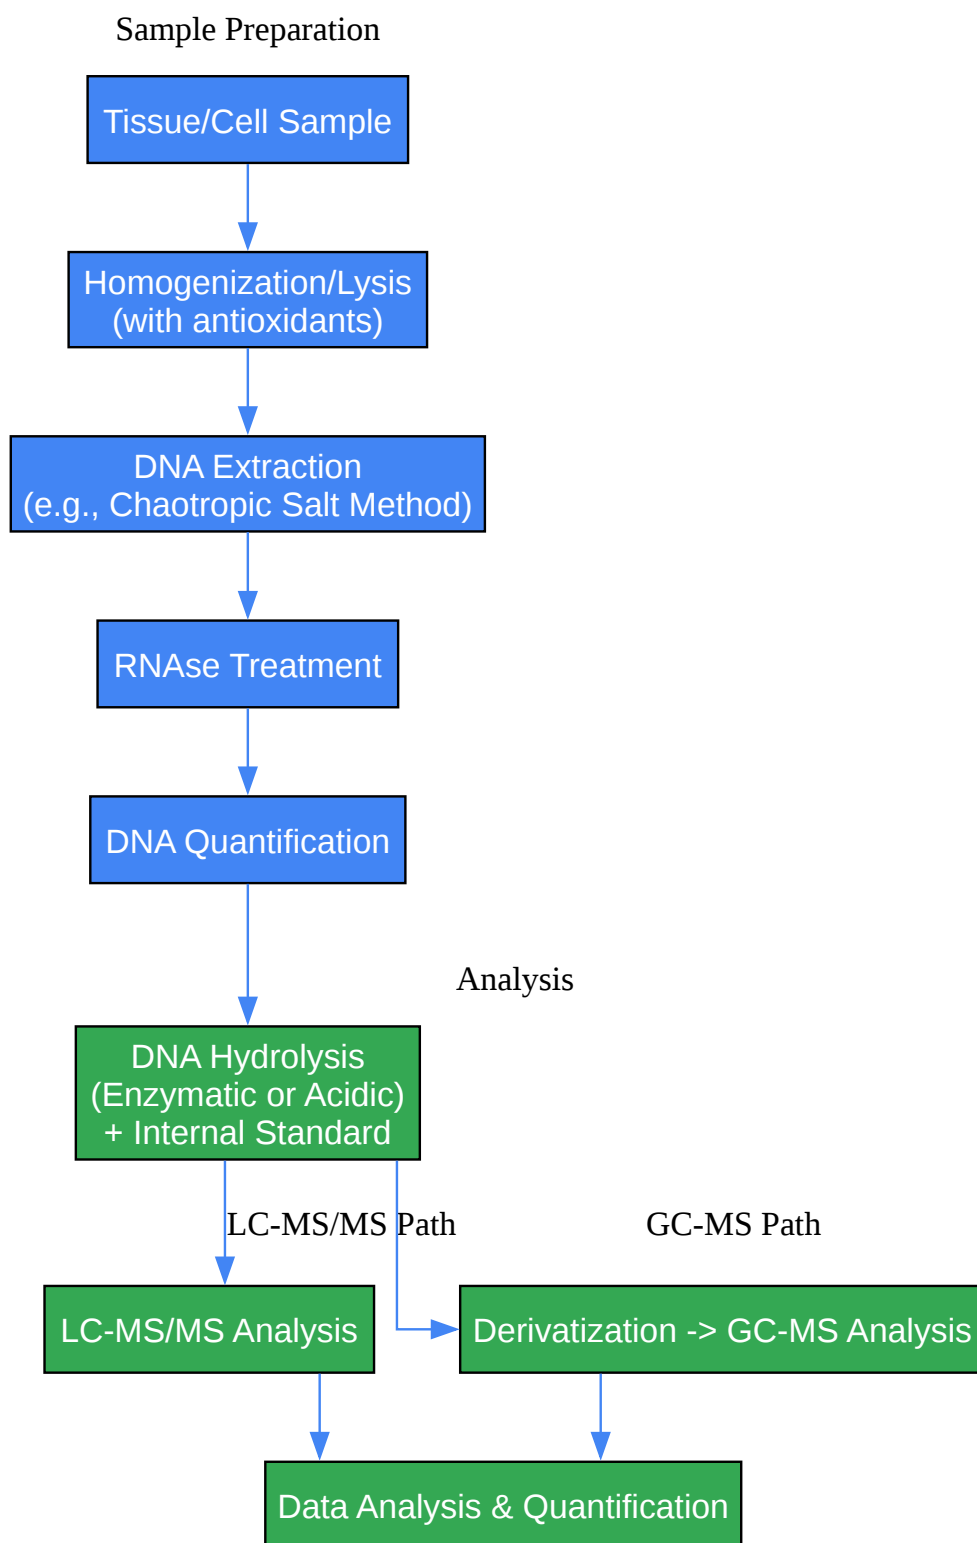 Sample Preparation
Tissue/Cell Sample
Homogenization/Lysis
(with antioxidants)
DNA Extraction
(e.g., Chaotropic Salt Method)
RNAse Treatment
DNA Quantification
Analysis
DNA Hydrolysis
(Enzymatic or Acidic)
+ Internal Standard
LC-MS/MS Path
GC-MS Path
LC-MS/MS Analysis
Derivatization -> GC-MS Analysis
Data Analysis & Quantification